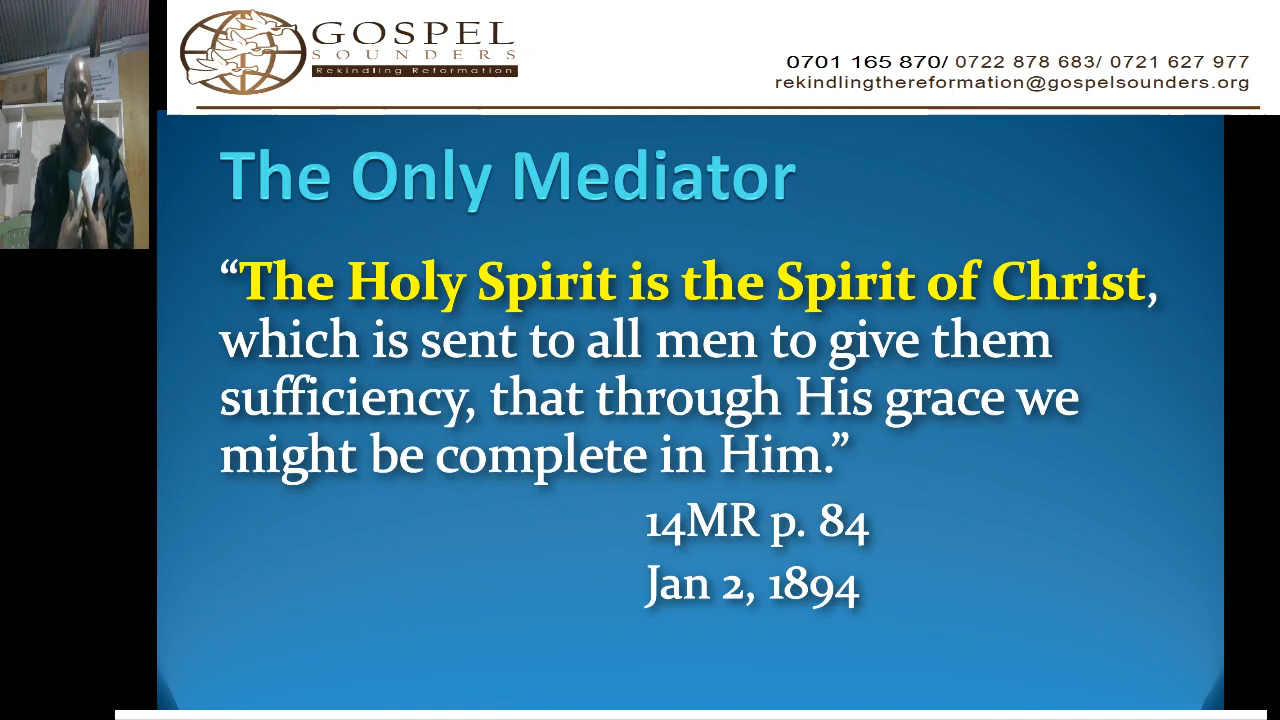 GOSPEL
SOUNDERS
Rekindling Reformation
0701 165 870/ 0722 878 683/ 0721 627 977
rekindlingthereformation@gospelsounders.org
The Only Mediator
“The Holy Spirit is the Spirit of Christ,
which is sent to all men to give them
sufficiency, that through His grace we
might be complete in Him.”
14MR p. 84
Jan 2, 1894